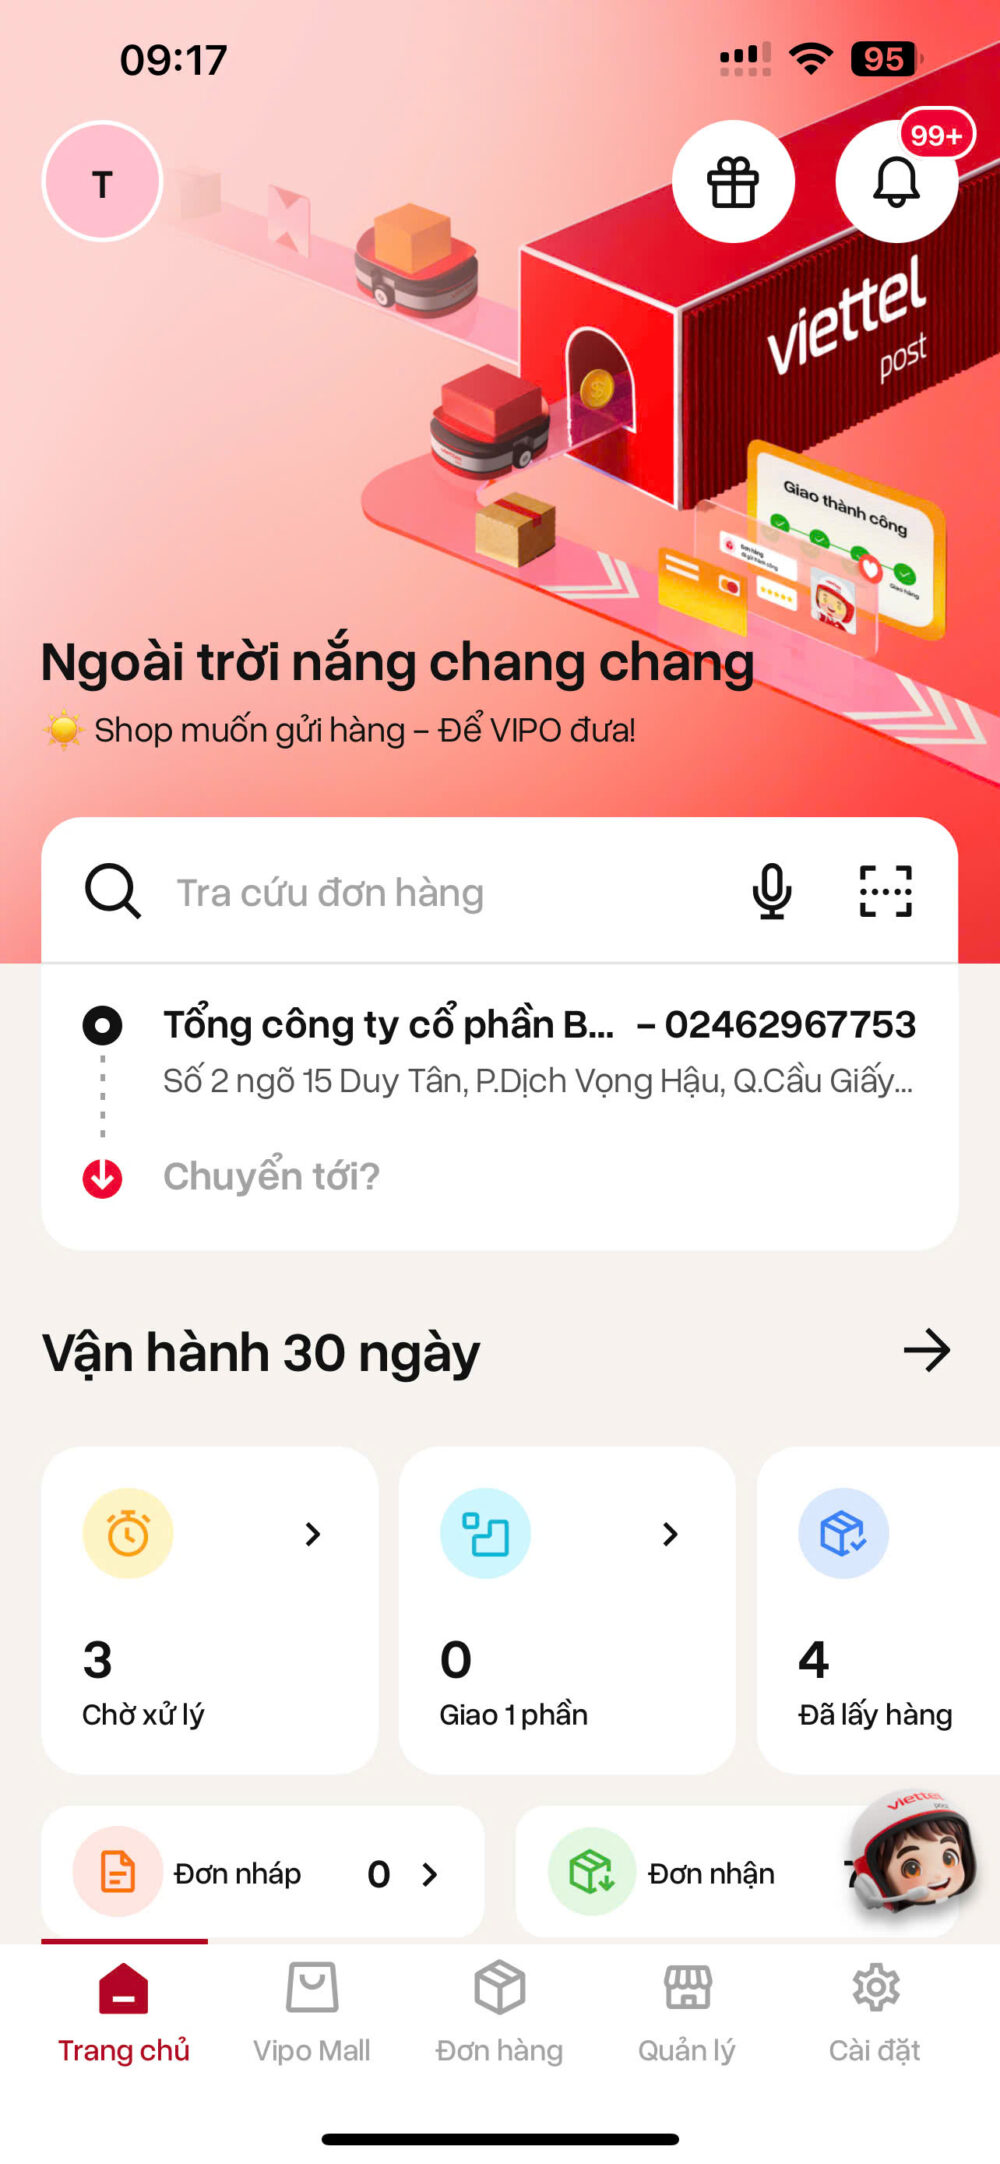 09:17
95
T
99+
viettel
post
Giao thành công
Ngoài trời nắng chang chang
Shop muốn gửi hàng – Để VIPO đưa!
Tra cứu đơn hàng
Tổng công ty cổ phần B... – 02462967753
Số 2 ngõ 15 Duy Tân, P.Dịch Vọng Hậu, Q.Cầu Giấy...
Chuyển tới?
Vận hành 30 ngày
3
Chờ xử lý
0
Giao 1 phần
4
Đã lấy hàng
viettel
post
Đơn nháp 0
Đơn nhận
Trang chủ
Vipo Mall
Đơn hàng
Quản lý
Cài đặt